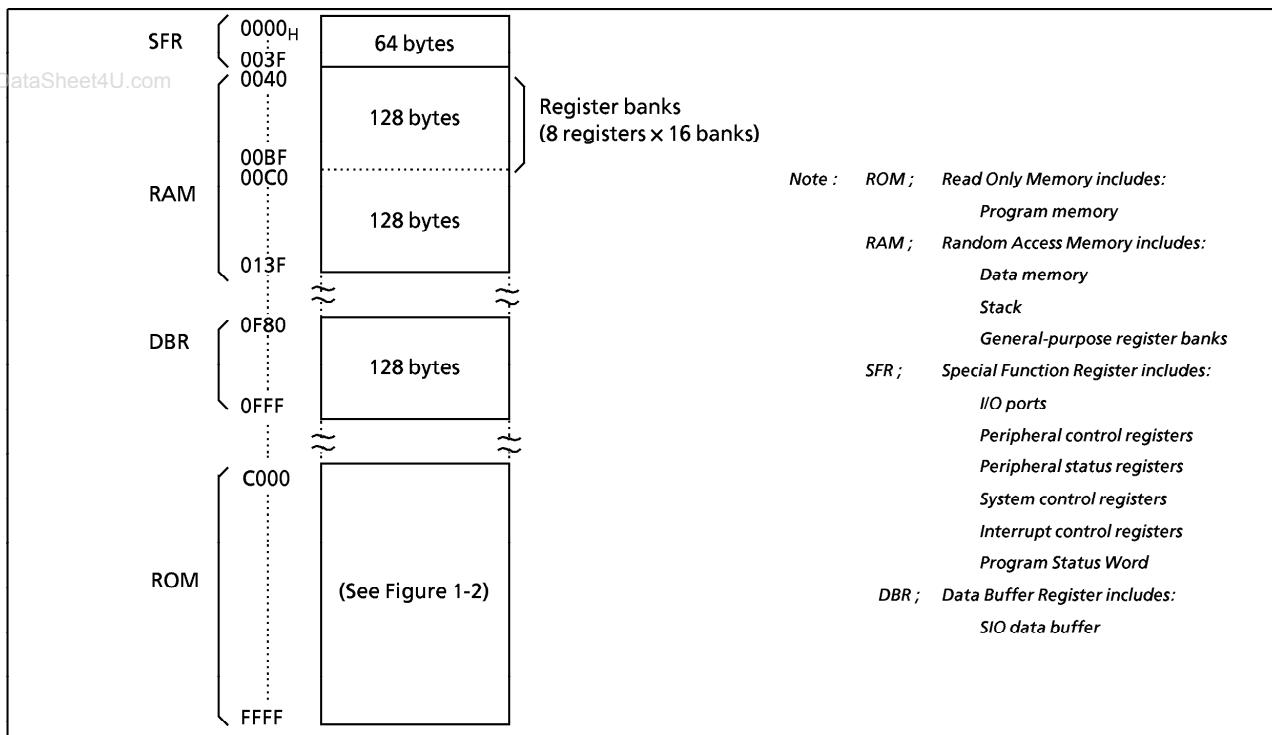 SFR
0000H
64 bytes
003F
DataSheet4U.com
0040
128 bytes
Register banks
(8 registers × 16 banks)
00BF
00C0
RAM
128 bytes
013F
DBR
0F80
128 bytes
0FFF
C000
ROM
(See Figure 1-2)
FFFF
Note : ROM ; Read Only Memory includes:
Program memory
RAM ; Random Access Memory includes:
Data memory
Stack
General-purpose register banks
SFR ; Special Function Register includes:
I/O ports
Peripheral control registers
Peripheral status registers
System control registers
Interrupt control registers
Program Status Word
DBR ; Data Buffer Register includes:
SIO data buffer